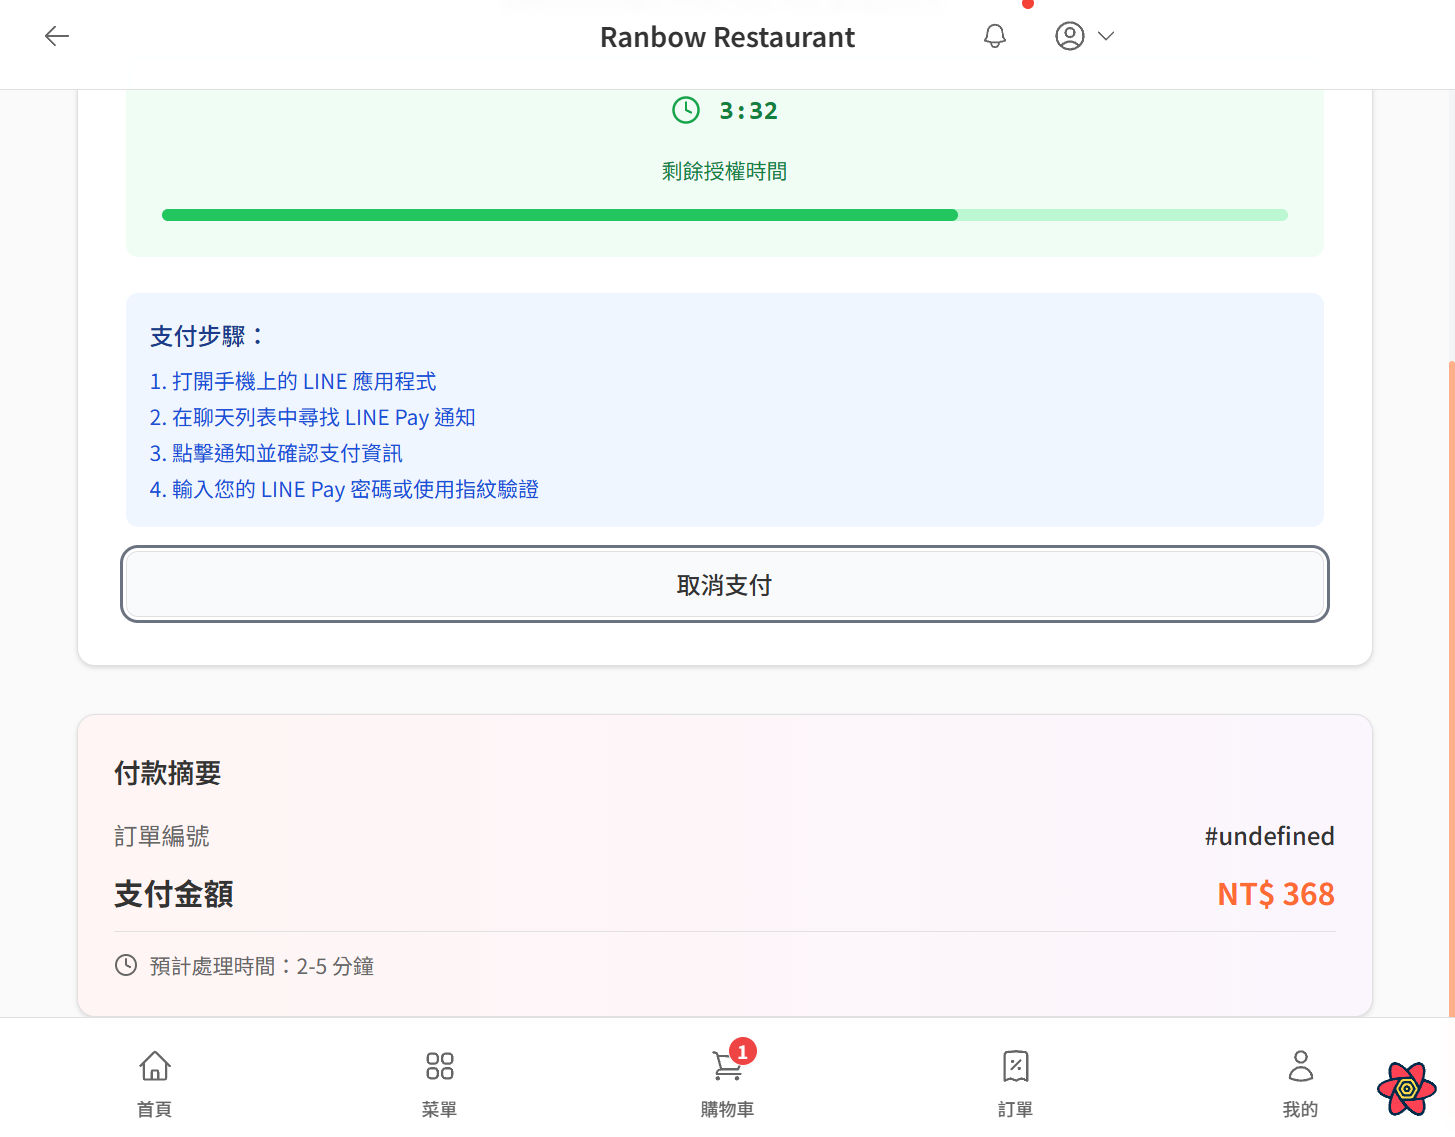 Ranbow Restaurant
3:32
剩餘授權時間
支付步驟：
1. 打開手機上的 LINE 應用程式
2. 在聊天列表中尋找 LINE Pay 通知
3. 點擊通知並確認支付資訊
4. 輸入您的 LINE Pay 密碼或使用指紋驗證
取消支付
付款摘要
訂單編號 #undefined
支付金額 NT$ 368
預計處理時間：2-5 分鐘
1
首頁 菜單 購物車 訂單 我的